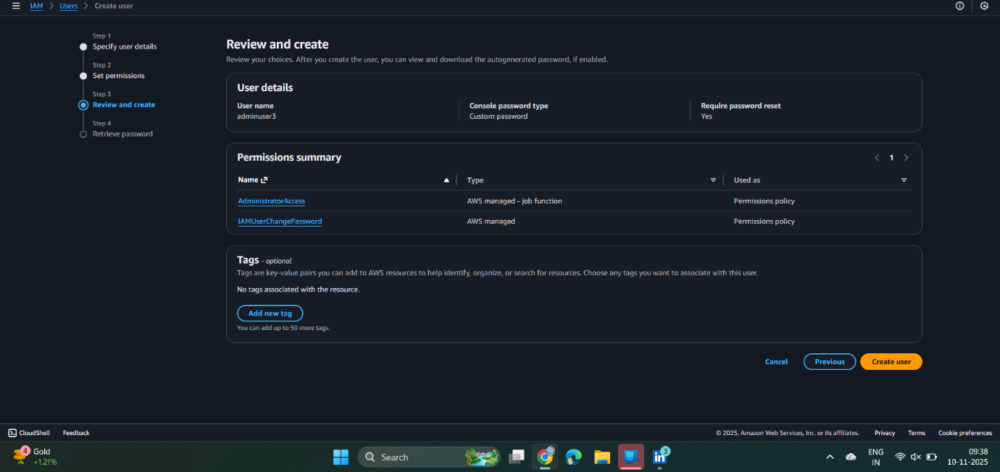 IAM > Users > Create user
Step 1
Specify user details
Step 2
Set permissions
Step 3
Review and create
Step 4
Retrieve password
Review and create
Review your choices. After you create the user, you can view and download the autogenerated password, if enabled.
User details
User name
adminuser3
Console password type
Custom password
Require password reset
Yes
Permissions summary
< 1 >
Name Type Used as
AdministratorAccess AWS managed - job function Permissions policy
IAMUserChangePassword AWS managed Permissions policy
Tags - optional
Tags are key-value pairs you can add to AWS resources to help identify, organize, or search for resources. Choose any tags you want to associate with this user.
No tags associated with the resource.
Add new tag
You can add up to 50 more tags.
Cancel Previous Create user
CloudShell Feedback © 2025, Amazon Web Services, Inc. or its affiliates. Privacy Terms Cookie preferences
4
Gold
+1.21%
Search
in 3
ENG
IN
09:38
10-11-2025